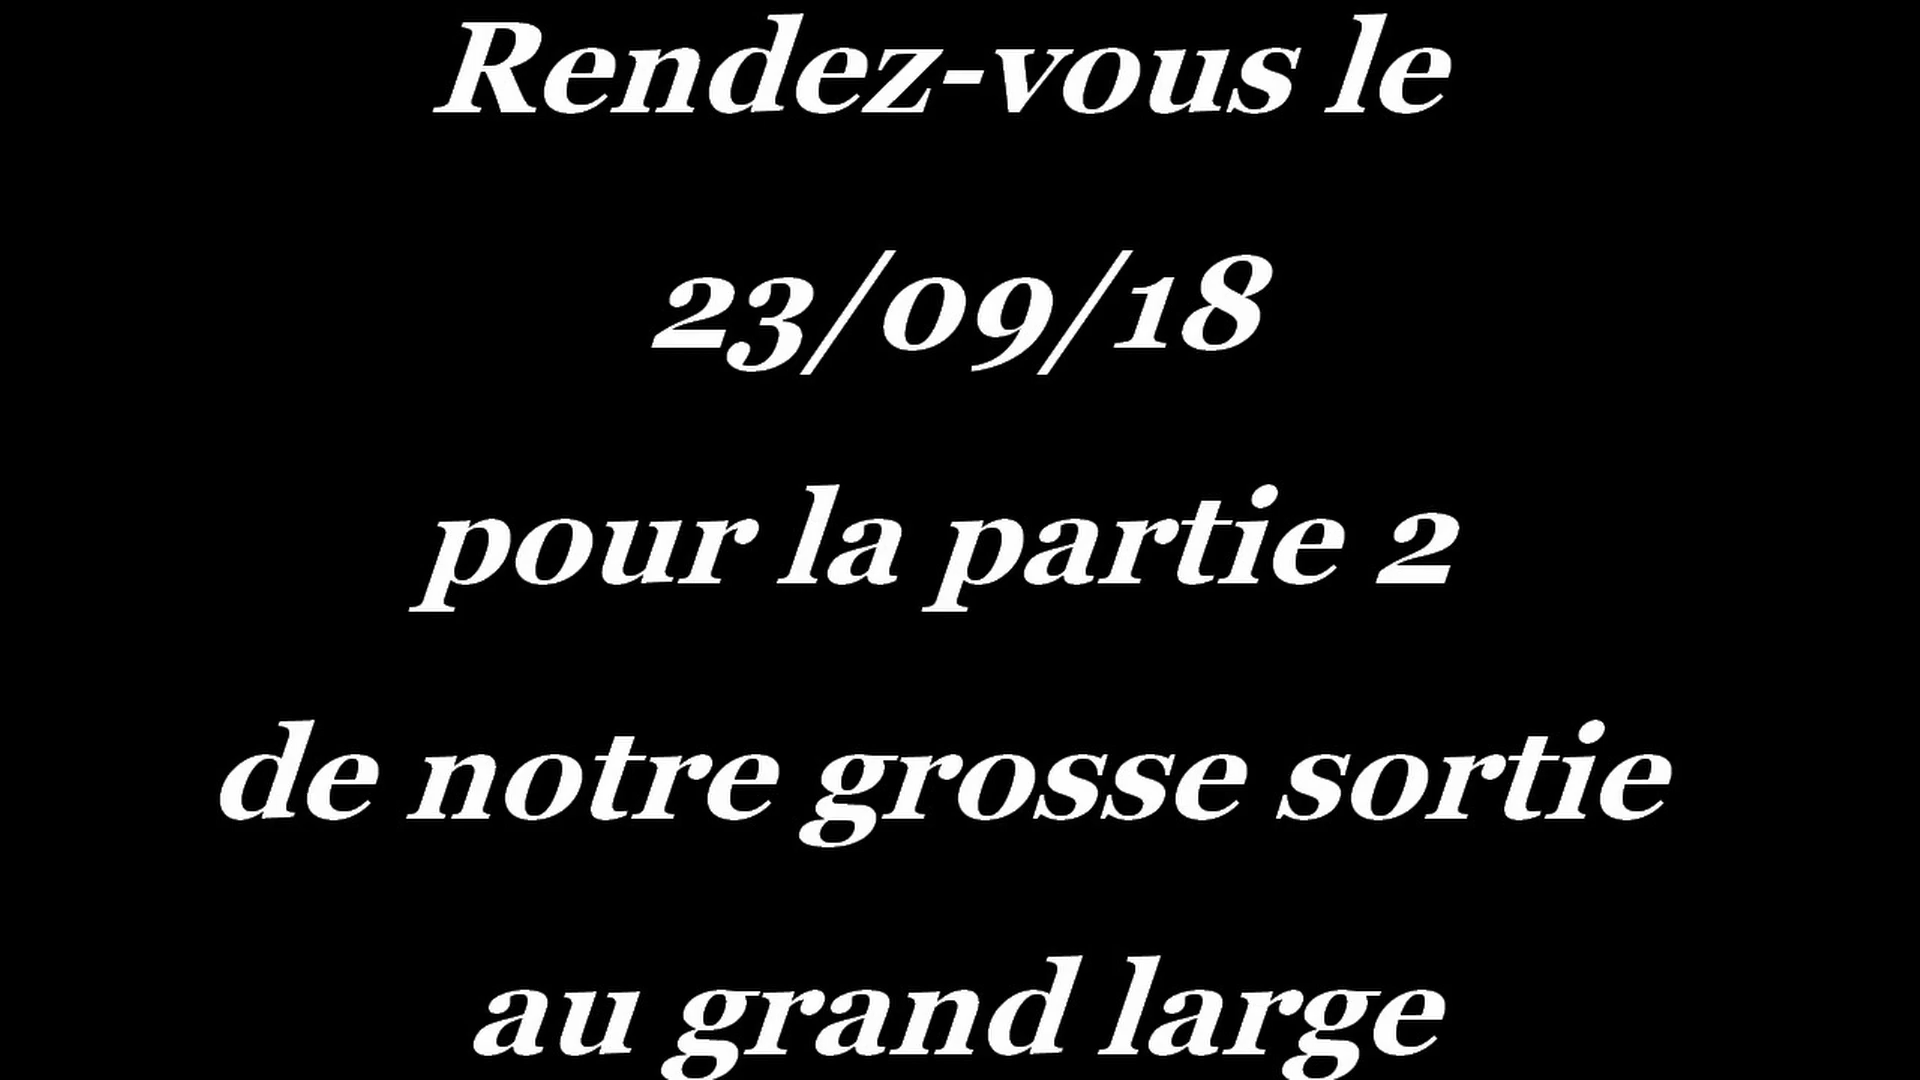 Rendez-vous le
23/09/18
pour la partie 2
de notre grosse sortie
au grand large